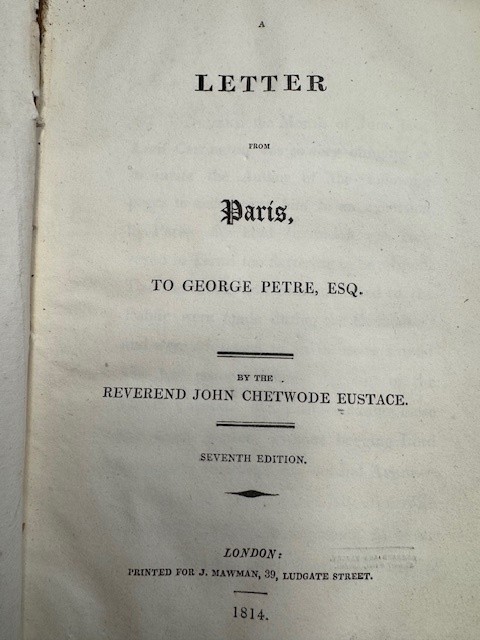 A
LETTER
FROM
Paris,
TO GEORGE PETRE, ESQ.
BY THE
REVEREND JOHN CHETWODE EUSTACE.
SEVENTH EDITION.
LONDON:
PRINTED FOR J. MAWMAN, 39, LUDGATE STREET.
1814.